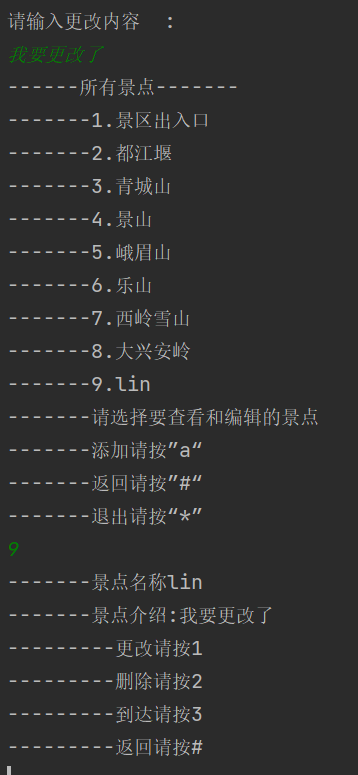 请输入更改内容  :
我要更改了
------所有景点-------
-------1.景区出入口
-------2.都江堰
-------3.青城山
-------4.景山
-------5.峨眉山
-------6.乐山
-------7.西岭雪山
-------8.大兴安岭
-------9.lin
-------请选择要查看和编辑的景点
-------添加请按”a“
-------返回请按”#“
-------退出请按“*”
9
-------景点名称lin
-------景点介绍:我要更改了
---------更改请按1
---------删除请按2
---------到达请按3
---------返回请按#